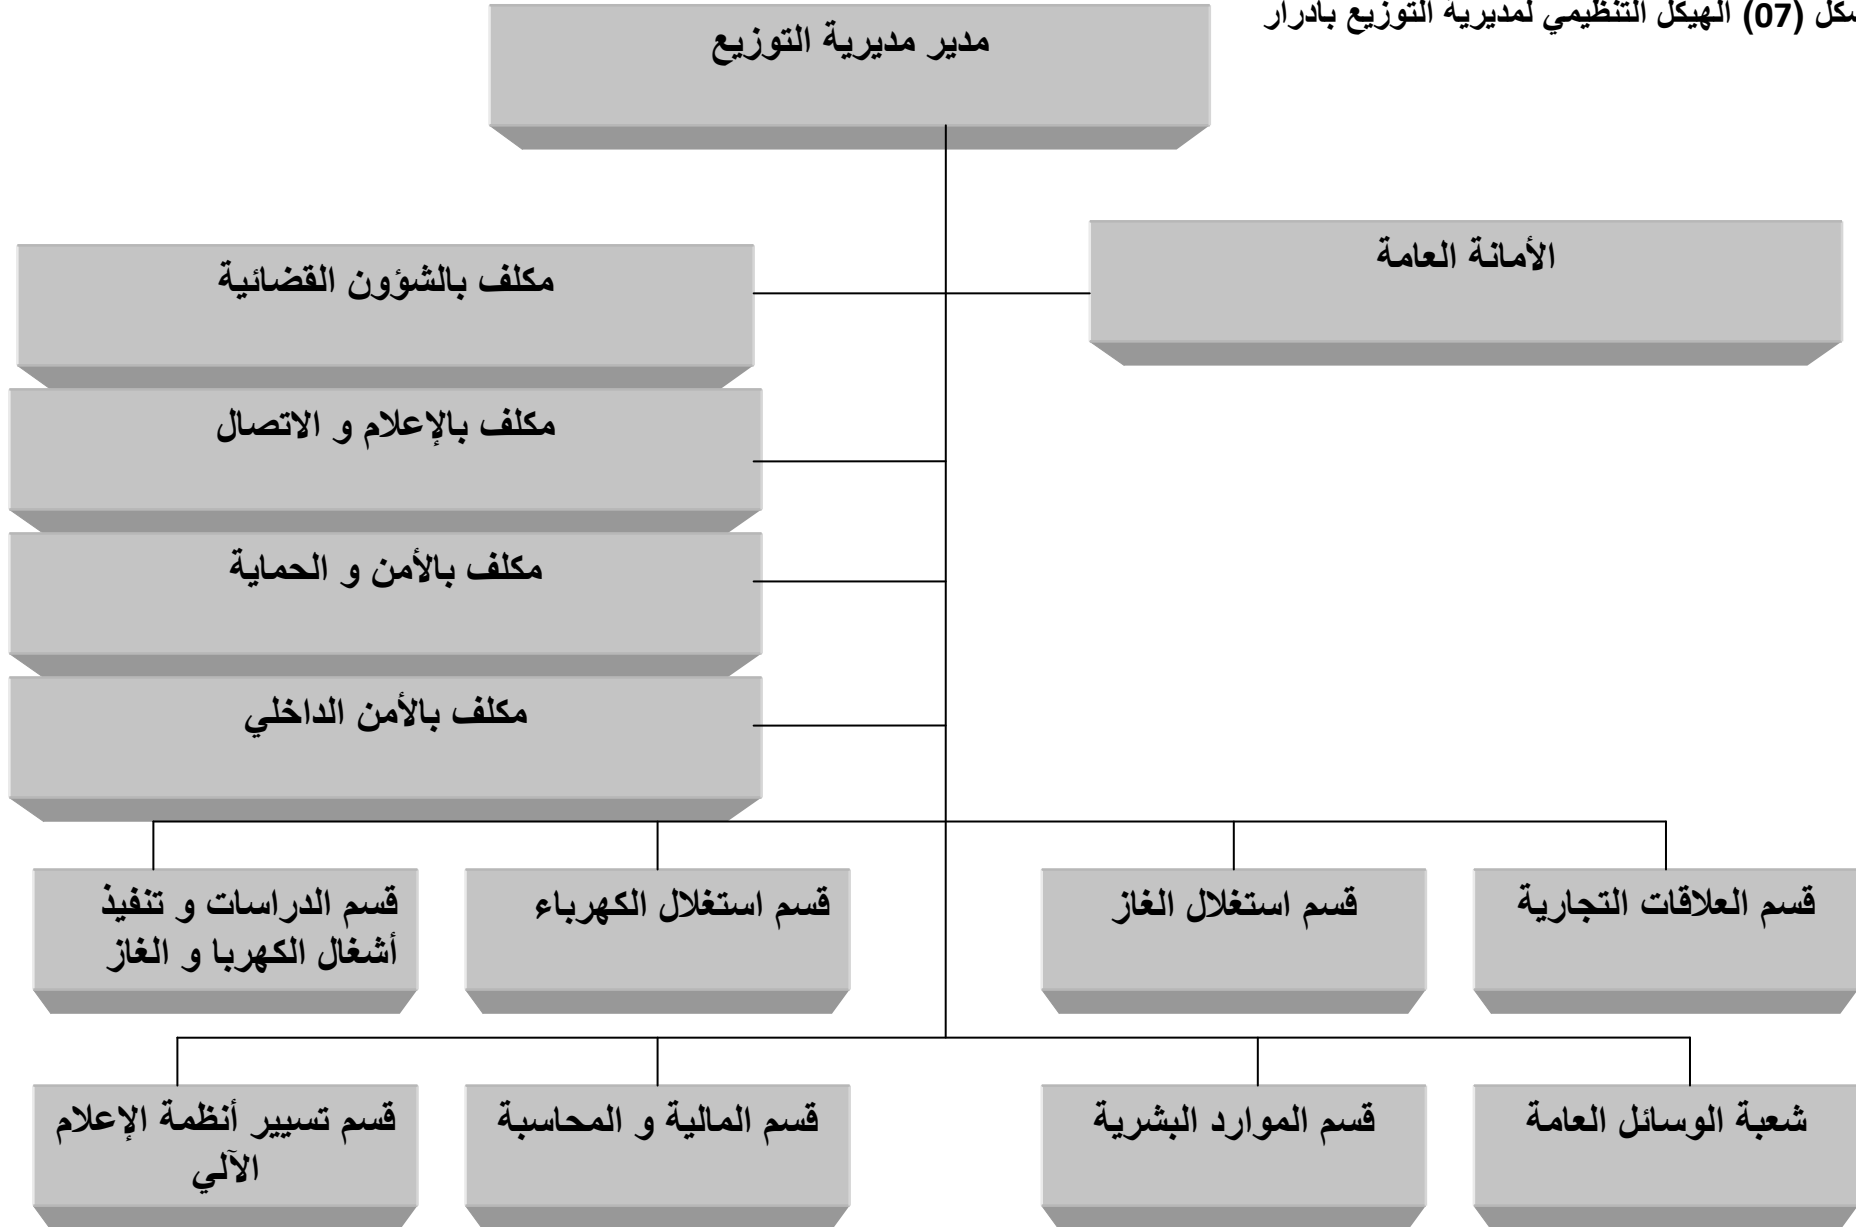 (07) الهيكل التنظيمي لمديرية التوزيع بأدرار
مدير مديرية التوزيع
الأمانة العامة
مكلف بالشؤون القضائية
مكلف بالإعلام و الاتصال
مكلف بالأمن و الحماية
مكلف بالأمن الداخلي
قسم العلاقات التجارية
قسم استغلال الغاز
قسم استغلال الكهرباء
قسم الدراسات و تنفيذ
أشغال الكهربا و الغاز
شعبة الوسائل العامة
قسم الموارد البشرية
قسم المالية و المحاسبة
قسم تسيير أنظمة الإعلام
الآلي